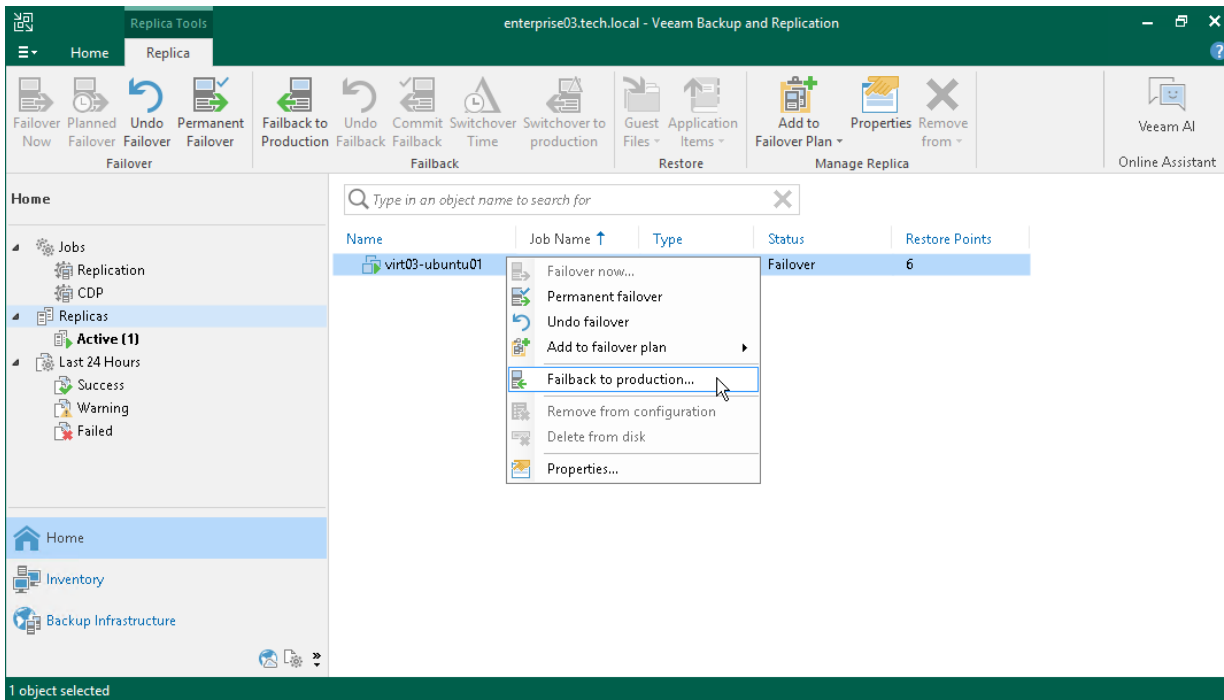 Replica Tools
enterprise03.tech.local - Veeam Backup and Replication
Home
Replica
Failover Now
Planned Failover
Undo Failover
Permanent Failover
Failover
Failback to Production
Undo Failback
Commit Failback
Switchover Time
Switchover to production
Failback
Guest Files
Application Items
Restore
Add to Failover Plan
Properties
Remove from
Manage Replica
Veeam AI
Online Assistant
Home
Jobs
Replication
CDP
Replicas
Active (1)
Last 24 Hours
Success
Warning
Failed
Home
Inventory
Backup Infrastructure
Type in an object name to search for
Name
Job Name
Type
Status
Restore Points
virt03-ubuntu01
Failover
6
Failover now...
Permanent failover
Undo failover
Add to failover plan
Failback to production...
Remove from configuration
Delete from disk
Properties...
1 object selected